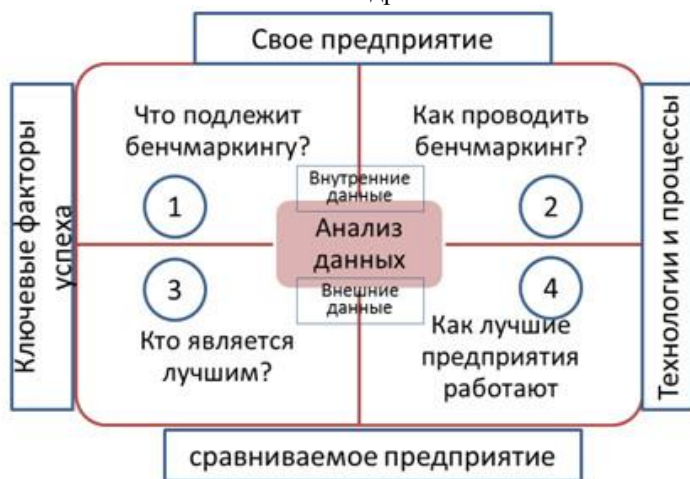 Свое предприятие
Ключевые факторы
успеха
Что подлежит
бенчмаркингу?
1
Как проводить
бенчмаркинг?
2
Внутренние
данные
Анализ
данных
Внешние
данные
3
Кто является
лучшим?
4
Как лучшие
предприятия
работают
Технологии и процессы
сравниваемое предприятие